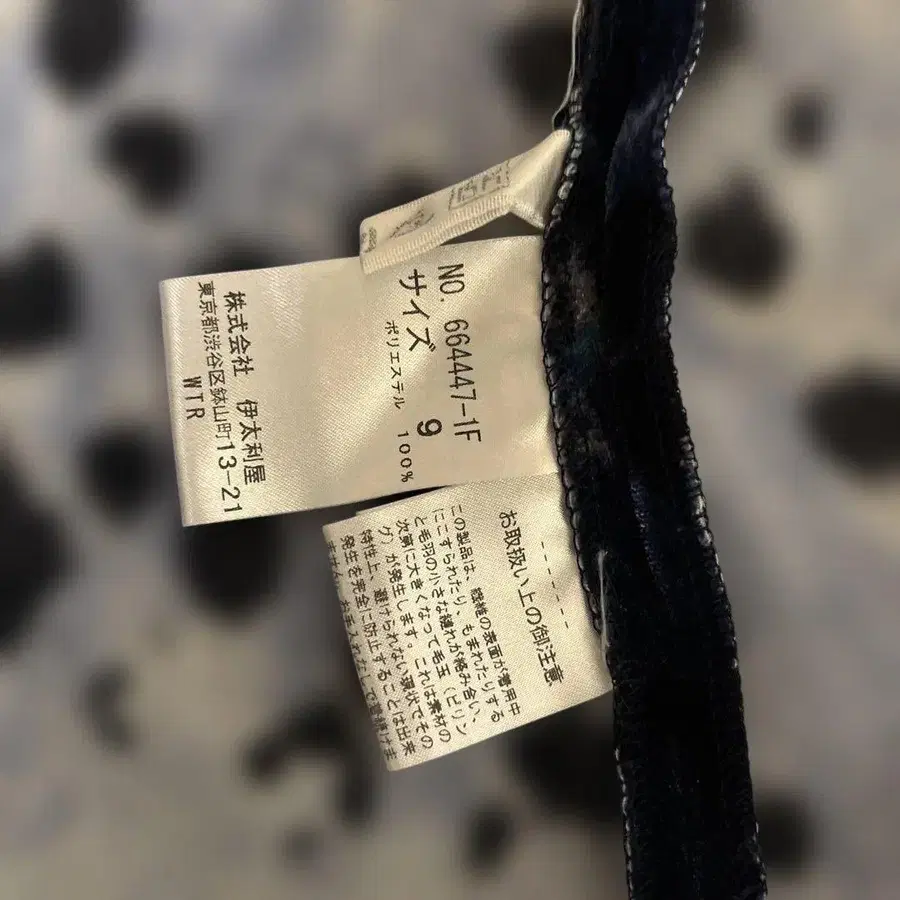 NO. 664447-1F
サイズ 9
ポリエステル 100%
株式会社 伊太利屋
東京都渋谷区鉢山町13-21
WTR
お取扱い上の御注意
この製品は、繊維の表面が着用中
にこすられたり、もまれたりする
と毛羽の小さな縺れが絡み合い、
次第に大きくなって毛玉(ピリン
グ)が発生します。これは素材の
特性上、避けられない現状でその
発生を完全に防止することは出来